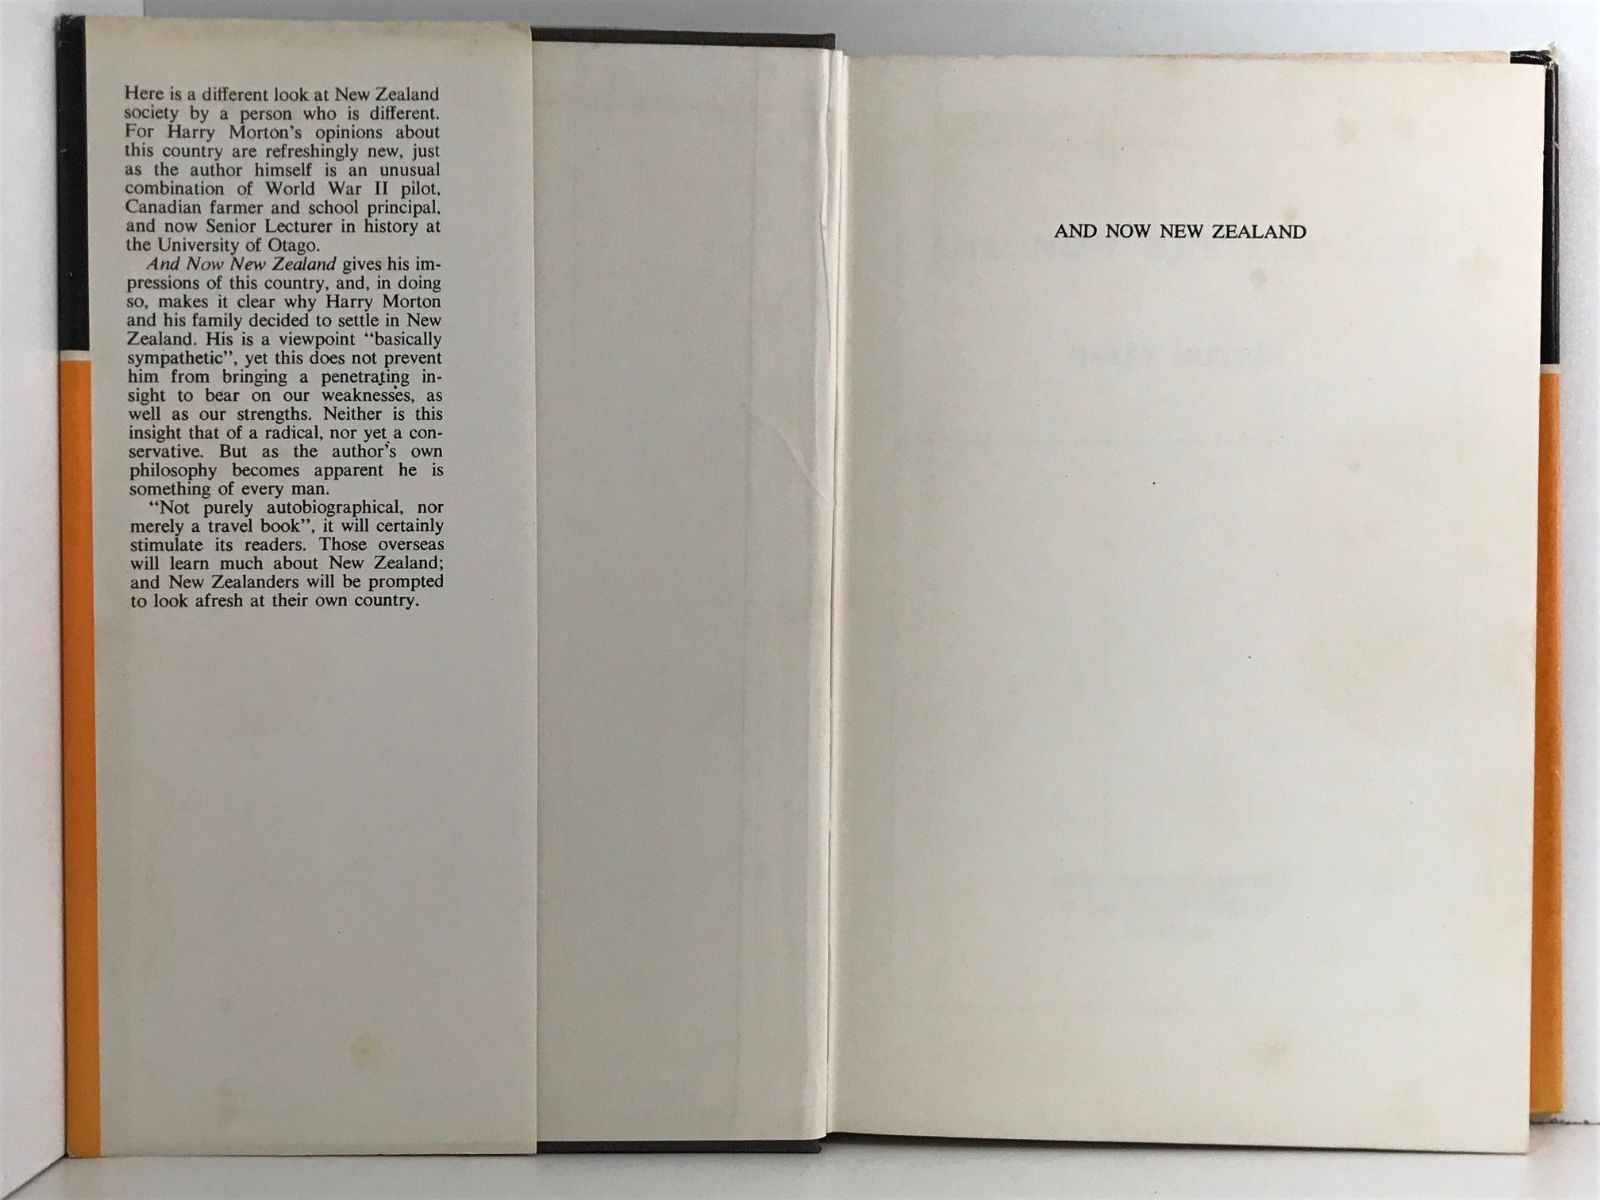 Here is a different look at New Zealand
society by a person who is different.
For Harry Morton's opinions about
this country are refreshingly new, just
as the author himself is an unusual
combination of World War II pilot,
Canadian farmer and school principal,
and now Senior Lecturer in history at
the University of Otago.
And Now New Zealand gives his im-
pressions of this country, and, in doing
so, makes it clear why Harry Morton
and his family decided to settle in New
Zealand. His is a viewpoint “basically
sympathetic”, yet this does not prevent
him from bringing a penetrating in-
sight to bear on our weaknesses, as
well as our strengths. Neither is this
insight that of a radical, nor yet a con-
servative. But as the author's own
philosophy becomes apparent he is
something of every man.
“Not purely autobiographical, nor
merely a travel book”, it will certainly
stimulate its readers. Those overseas
will learn much about New Zealand;
and New Zealanders will be prompted
to look afresh at their own country.
AND NOW NEW ZEALAND